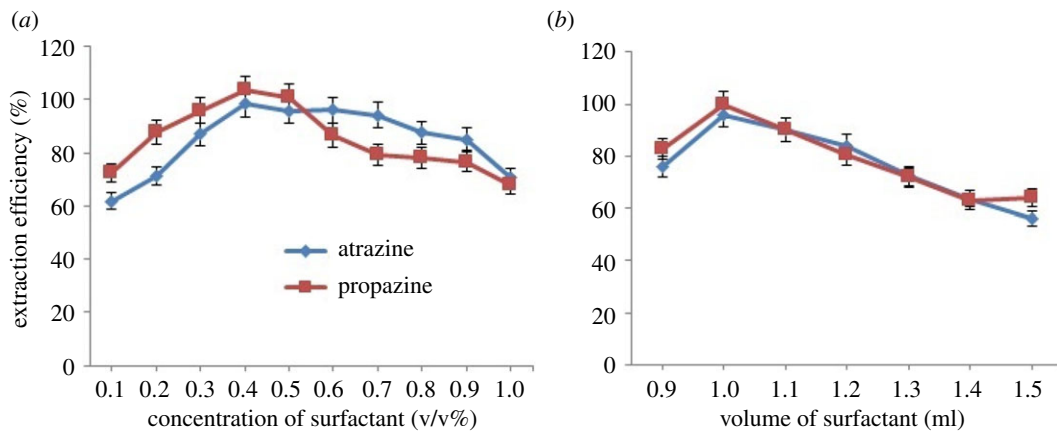 (a)
120
100
80
60
40
20
0
extraction efficiency (%)
atrazine
propazine
0.1 0.2 0.3 0.4 0.5 0.6 0.7 0.8 0.9 1.0
concentration of surfactant (v/v%)
(b)
120
100
80
60
40
20
0
0.9 1.0 1.1 1.2 1.3 1.4 1.5
volume of surfactant (ml)